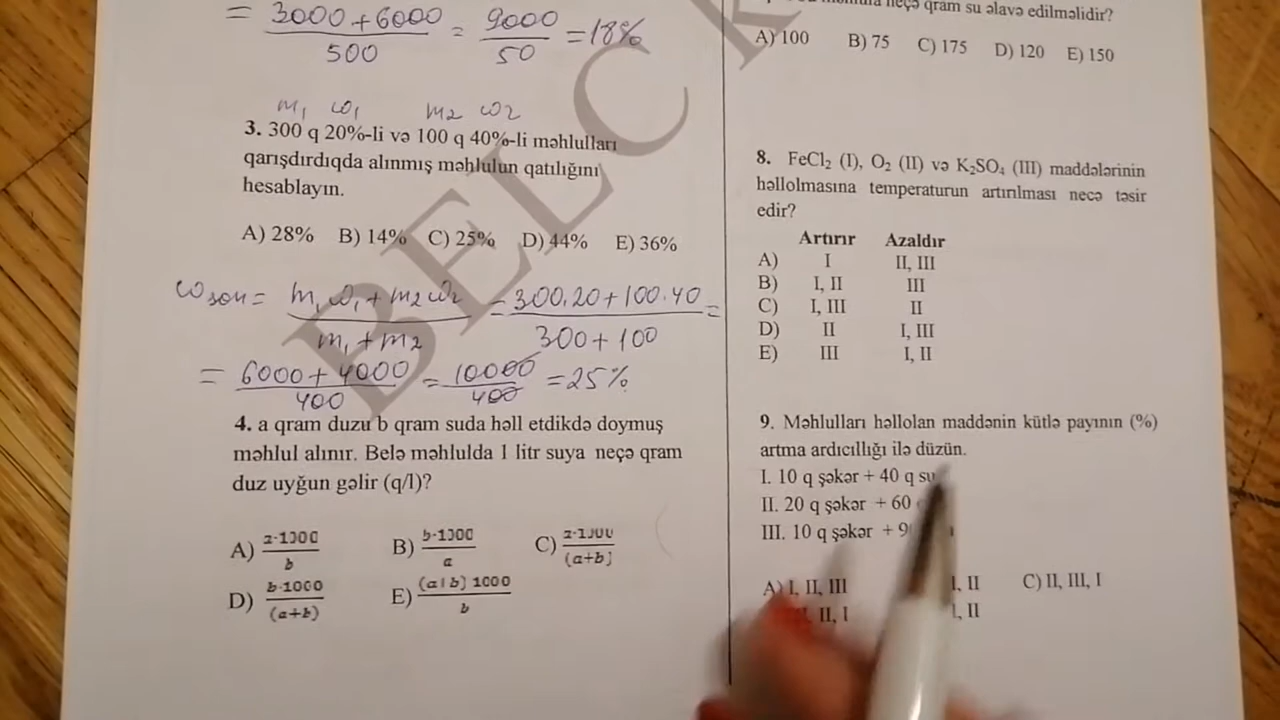 = 3000+6000 / 500 = 9000 / 50 = 18%
m₁ ω₁ m₂ ω₂
3. 300 q 20%-li və 100 q 40%-li məhlulları
qarışdırdıqda alınmış məhlulun qatılığını
hesablayın.
A) 28% B) 14% C) 25% D) 44% E) 36%
ω son = m₁ω₁+m₂ω₂ / m₁+m₂ = 300.20+100.40 / 300+100 =
= 6000+4000 / 400 = 10000 / 400 = 25%
4. a qram duzu b qram suda həll etdikdə doymuş
məhlul alınır. Belə məhlulda 1 litr suya neçə qram
duz uyğun gəlir (q/l)?
A) a·1000 / b B) b·1000 / a C) a·1000 / (a+b)
D) b·1000 / (a+b) E) (a+b) 1000 / b
neçə qram su əlavə edilməlidir?
A) 100 B) 75 C) 175 D) 120 E) 150
8. FeCl₂ (I), O₂ (II) və K₂SO₄ (III) maddələrinin
həllolmasına temperaturun artırılması necə təsir
edir?
Artırır Azaldır
A) I II, III
B) I, II III
C) I, III II
D) II I, III
E) III I, II
9. Məhlulları həllolan maddənin kütlə payının (%)
artma ardıcıllığı ilə düzün.
I. 10 q şəkər + 40 q su
II. 20 q şəkər + 60
III. 10 q şəkər +
A) I, II, III I, II C) II, III, I
II, I I, II
BELC K